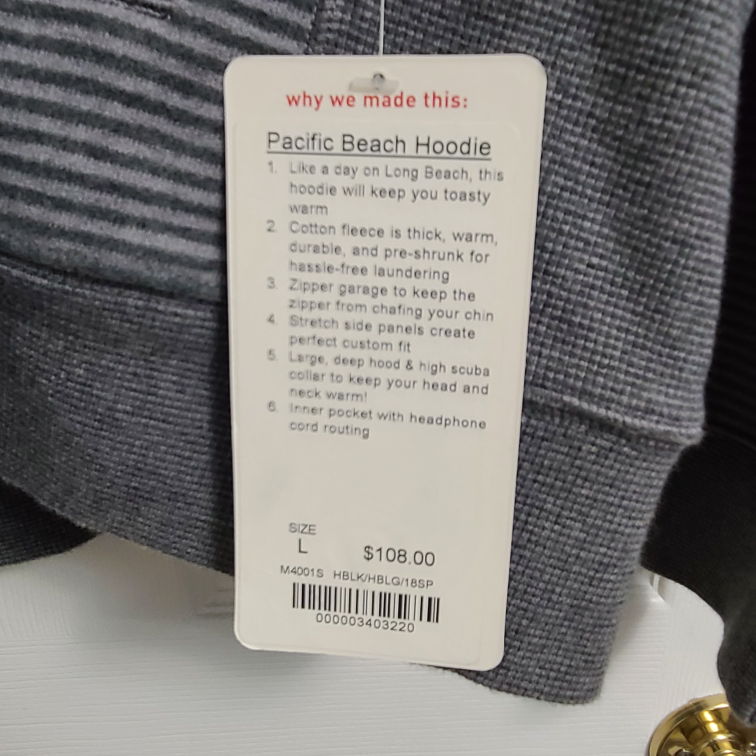 why we made this:
Pacific Beach Hoodie
1. Like a day on Long Beach, this
hoodie will keep you toasty
warm
2. Cotton fleece is thick, warm,
durable, and pre-shrunk for
hassle-free laundering
3. Zipper garage to keep the
zipper from chafing your chin
4. Stretch side panels create
perfect custom fit
5. Large, deep hood & high scuba
collar to keep your head and
neck warm!
6. Inner pocket with headphone
cord routing
SIZE
L $108.00
M4001S HBLK/HBLG/18SP
000003403220